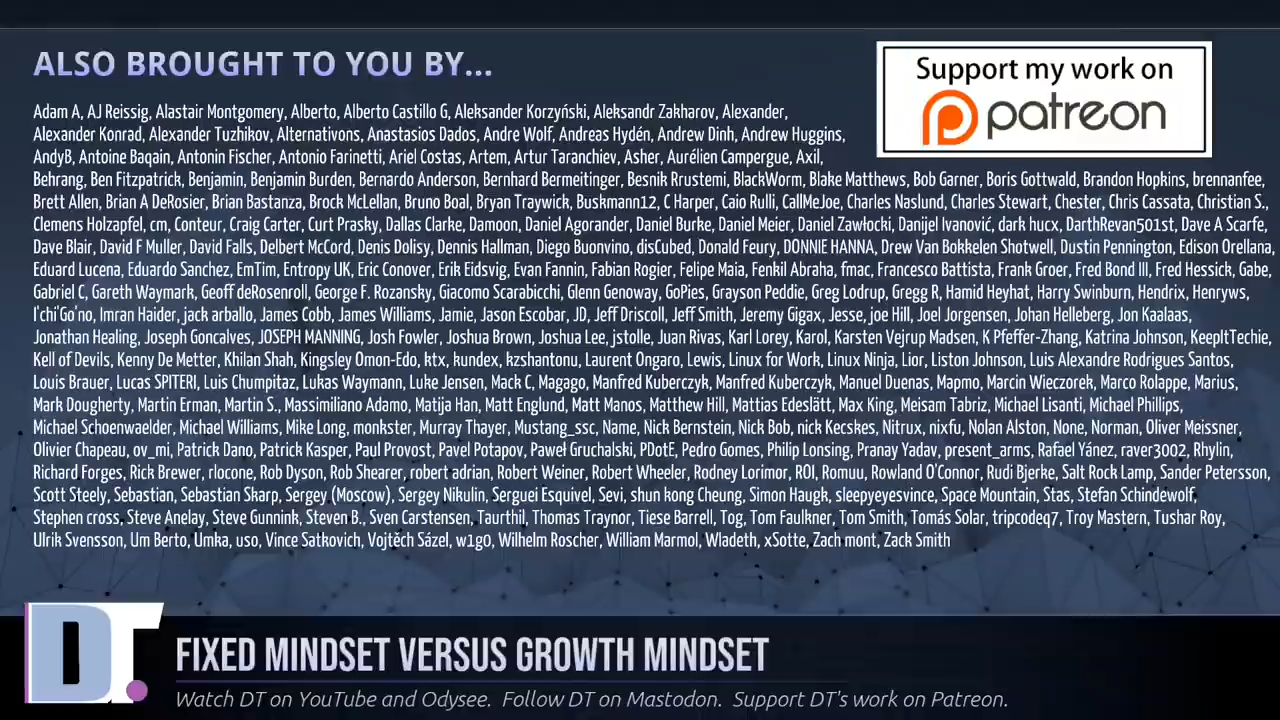 ALSO BROUGHT TO YOU BY...
Support my work on
patreon
Adam A, AJ Reissig, Alastair Montgomery, Alberto, Alberto Castillo G, Aleksander Korzyński, Aleksandr Zakharov, Alexander,
Alexander Konrad, Alexander Tuzhikov, Alternativons, Anastasios Dados, Andre Wolf, Andreas Hydén, Andrew Dinh, Andrew Huggins,
AndyB, Antoine Baqain, Antonin Fischer, Antonio Farinetti, Ariel Costas, Artem, Artur Taranchiev, Asher, Aurélien Campergue, Axil,
Behrang, Ben Fitzpatrick, Benjamin, Benjamin Burden, Bernardo Anderson, Bernhard Bermeitinger, Besnik Rrustemi, BlackWorm, Blake Matthews, Bob Garner, Boris Gottwald, Brandon Hopkins, brennanfee,
Brett Allen, Brian A DeRosier, Brian Bastanza, Brock McLellan, Bruno Boal, Bryan Traywick, Buskmann12, C Harper, Caio Rulli, CallMeJoe, Charles Naslund, Charles Stewart, Chester, Chris Cassata, Christian S.,
Clemens Holzapfel, cm, Conteur, Craig Carter, Curt Prasky, Dallas Clarke, Damoon, Daniel Agorander, Daniel Burke, Daniel Meier, Daniel Zawłocki, Danijel Ivanović, dark hucx, DarthRevan501st, Dave A Scarfe,
Dave Blair, David F Muller, David Falls, Delbert McCord, Denis Dolisy, Dennis Hallman, Diego Buonvino, disCubed, Donald Feury, DONNIE HANNA, Drew Van Bokkelen Shotwell, Dustin Pennington, Edison Orellana,
Eduard Lucena, Eduardo Sanchez, EmTim, Entropy UK, Eric Conover, Erik Eidsvig, Evan Fannin, Fabian Rogier, Felipe Maia, Fenkil Abraha, fmac, Francesco Battista, Frank Groer, Fred Bond III, Fred Hessick, Gabe,
Gabriel C, Gareth Waymark, Geoff deRosenroll, George F. Rozansky, Giacomo Scarabicchi, Glenn Genoway, GoPies, Grayson Peddie, Greg Lodrup, Gregg R, Hamid Heyhat, Harry Swinburn, Hendrix, Henryws,
I'chi'Go'no, Imran Haider, jack arballo, James Cobb, James Williams, Jamie, Jason Escobar, JD, Jeff Driscoll, Jeff Smith, Jeremy Gigax, Jesse, joe Hill, Joel Jorgensen, Johan Helleberg, Jon Kaalaas,
Jonathan Healing, Joseph Goncalves, JOSEPH MANNING, Josh Fowler, Joshua Brown, Joshua Lee, jstolle, Juan Rivas, Karl Lorey, Karol, Karsten Vejrup Madsen, K Pfeffer-Zhang, Katrina Johnson, KeepItTechie,
Kell of Devils, Kenny De Metter, Khilan Shah, Kingsley Omon-Edo, ktx, kundex, kzshantonu, Laurent Ongaro, Lewis, Linux for Work, Linux Ninja, Lior, Liston Johnson, Luis Alexandre Rodrigues Santos,
Louis Brauer, Lucas SPITERI, Luis Chumpitaz, Lukas Waymann, Luke Jensen, Mack C, Magago, Manfred Kuberczyk, Manfred Kuberczyk, Manuel Duenas, Mapmo, Marcin Wieczorek, Marco Rolappe, Marius,
Mark Dougherty, Martin Erman, Martin S., Massimiliano Adamo, Matija Han, Matt Englund, Matt Manos, Matthew Hill, Mattias Edeslätt, Max King, Meisam Tabriz, Michael Lisanti, Michael Phillips,
Michael Schoenwaelder, Michael Williams, Mike Long, monkster, Murray Thayer, Mustang_ssc, Name, Nick Bernstein, Nick Bob, nick Kecskes, Nitrux, nixfu, Nolan Alston, None, Norman, Oliver Meissner,
Olivier Chapeau, ov_mi, Patrick Dano, Patrick Kasper, Paul Provost, Pavel Potapov, Paweł Gruchalski, PDotE, Pedro Gomes, Philip Lonsing, Pranay Yadav, present_arms, Rafael Yánez, raver3002, Rhylin,
Richard Forges, Rick Brewer, rlocone, Rob Dyson, Rob Shearer, robert adrian, Robert Weiner, Robert Wheeler, Rodney Lorimor, ROI, Romuu, Rowland O'Connor, Rudi Bjerke, Salt Rock Lamp, Sander Petersson,
Scott Steely, Sebastian, Sebastian Skarp, Sergey (Moscow), Sergey Nikulin, Serguei Esquivel, Sevi, shun kong Cheung, Simon Haugk, sleepyeyesvince, Space Mountain, Stas, Stefan Schindewolf,
Stephen cross, Steve Anelay, Steve Gunnink, Steven B., Sven Carstensen, Taurthil, Thomas Traynor, Tiese Barrell, Tog, Tom Faulkner, Tom Smith, Tomás Solar, tripcodeq7, Troy Mastern, Tushar Roy,
Ulrik Svensson, Um Berto, Umka, uso, Vince Satkovich, Vojtěch Sázel, w1g0, Wilhelm Roscher, William Marmol, Wladeth, xSotte, Zach mont, Zack Smith
DT.
FIXED MINDSET VERSUS GROWTH MINDSET
Watch DT on YouTube and Odysee. Follow DT on Mastodon. Support DT's work on Patreon.